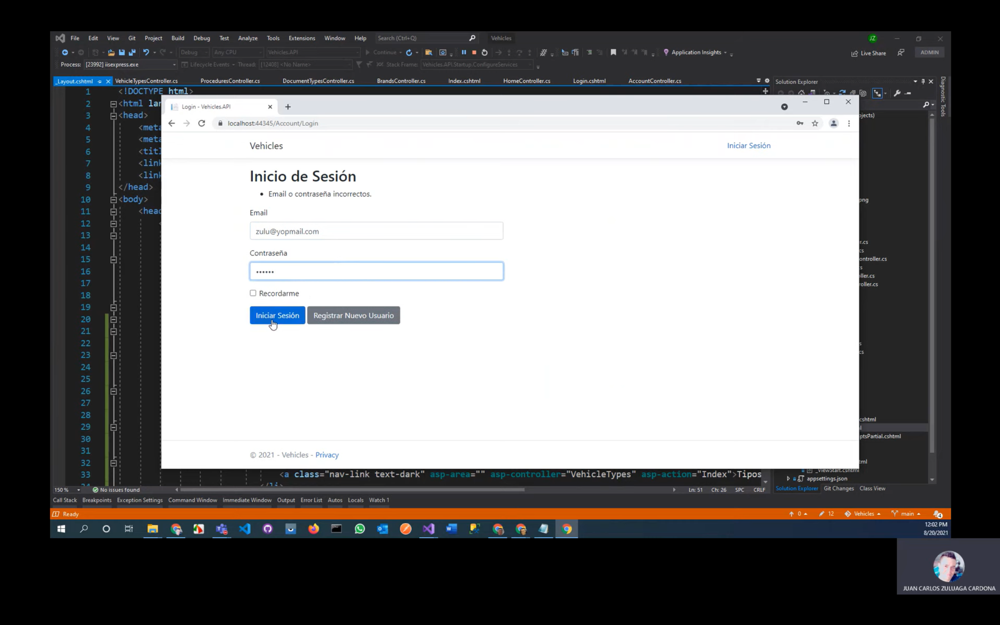 File Edit View Git Project Build Debug Test Analyze Tools Extensions Window Help Search (Ctrl+Q) Vehicles JZ
Debug Any CPU Vehicles.API Continue Application Insights Live Share ADMIN
Process: [23992] iisexpress.exe Lifecycle Events Thread: [12408] <No Name> Stack Frame: Vehicles.API.Startup.ConfigureServices
_Layout.cshtml VehicleTypesController.cs ProceduresController.cs DocumentTypesController.cs BrandsController.cs Index.cshtml HomeController.cs Login.cshtml AccountController.cs
Solution Explorer
Diagnostic Tools
1 <!DOCTYPE html>
2 <html lan
3 <head>
4 <meta
5 <meta
6 <titl
7 <link
8 <link
9 </head>
10 <body>
11 <head
12 <
13
14
15
16
17
18
19
20
21
22
23
24
25
26
27
28
29
30
31
32
33 <a class="nav-link text-dark" asp-area="" asp-controller="VehicleTypes" asp-action="Index">Tipos
34 </li>
Login - Vehicles.API
localhost:44345/Account/Login
Vehicles
Iniciar Sesión
Inicio de Sesión
• Email o contraseña incorrectos.
Email
zulu@yopmail.com
Contraseña
••••••
Recordarme
Iniciar Sesión Registrar Nuevo Usuario
© 2021 - Vehicles - Privacy
ojects)
png
r.cs
cs
ontroller.cs
s
ller.cs
roller.cs
s
cs
cshtml
l
ptsPartial.cshtml
tml
_ViewStart.cshtml
appsettings.json
150 % No issues found Ln: 51 Ch: 26 SPC CRLF
Solution Explorer Git Changes Class View
Call Stack Breakpoints Exception Settings Command Window Immediate Window Output Error List Autos Locals Watch 1
Ready 0 12 Vehicles main 4
12:02 PM
8/20/2021
JUAN CARLOS ZULUAGA CARDONA